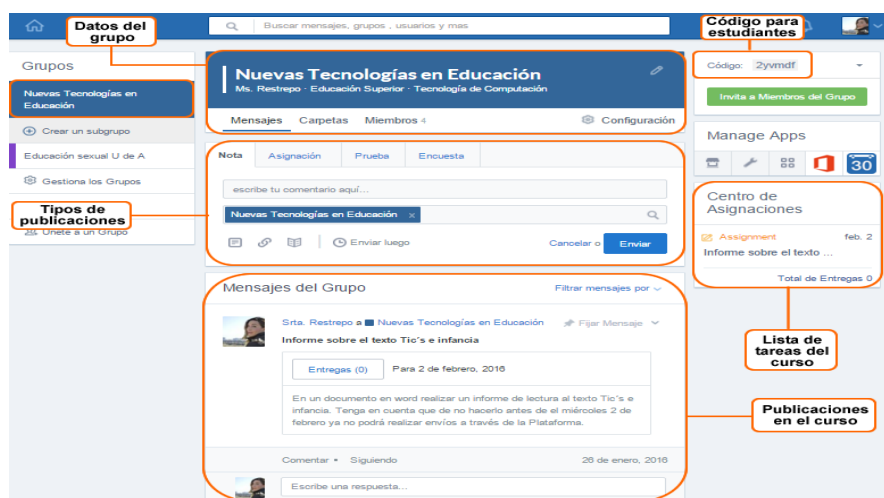 Datos del
grupo
Buscar mensajes, grupos , usuarios y mas
Código para
estudiantes
Grupos
Nuevas Tecnologías en
Educación
Crear un subgrupo
Educación sexual U de A
Gestiona los Grupos
Tipos de
publicaciones
Únete a un Grupo
Nuevas Tecnologías en Educación
Ms. Restrepo · Educación Superior · Tecnología de Computación
Mensajes Carpetas Miembros 4 Configuración
Nota Asignación Prueba Encuesta
escribe tu comentario aquí...
Nuevas Tecnologías en Educación ×
Enviar luego Cancelar o Enviar
Mensajes del Grupo Filtrar mensajes por
Srta. Restrepo a Nuevas Tecnologías en Educación Fijar Mensaje
Informe sobre el texto Tic´s e infancia
Entregas (0) Para 2 de febrero, 2016
En un documento en word realizar un informe de lectura al texto Tic´s e
infancia. Tenga en cuenta que de no hacerlo antes de el miércoles 2 de
febrero ya no podrá realizar envíos a través de la Plataforma.
Comentar • Siguiendo 26 de enero, 2016
Escribe una respuesta...
Código: 2yvmdf
Invita a Miembros del Grupo
Manage Apps
30
Centro de
Asignaciones
Assignment feb. 2
Informe sobre el texto ...
Total de Entregas 0
Lista de
tareas del
curso
Publicaciones
en el curso